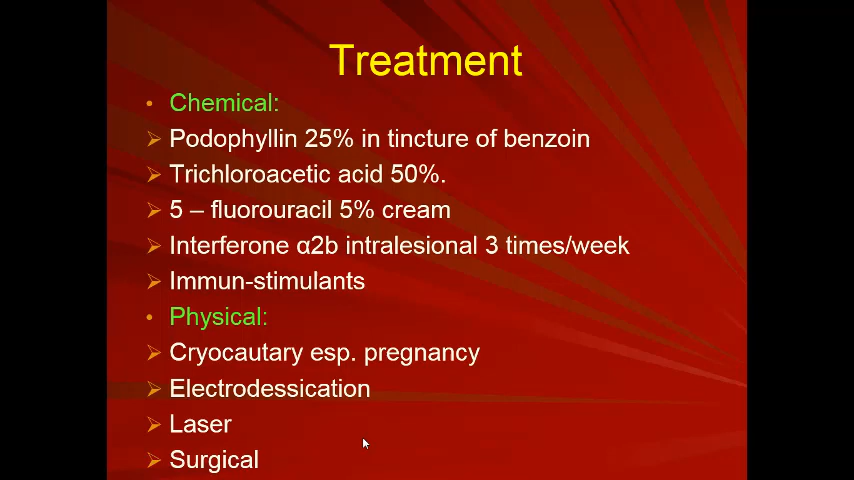 Treatment
• Chemical:
➢ Podophyllin 25% in tincture of benzoin
➢ Trichloroacetic acid 50%.
➢ 5 – fluorouracil 5% cream
➢ Interferone α2b intralesional 3 times/week
➢ Immun-stimulants
• Physical:
➢ Cryocautary esp. pregnancy
➢ Electrodessication
➢ Laser
➢ Surgical